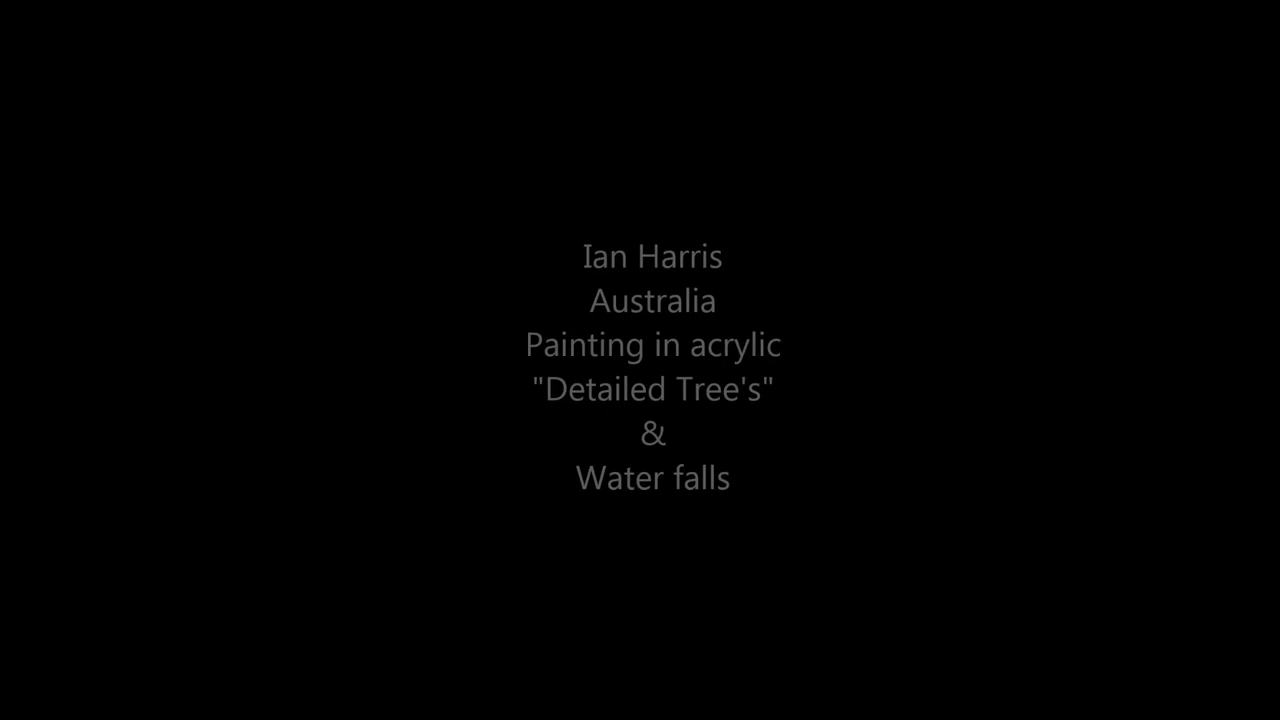 Ian Harris
Australia
Painting in acrylic
"Detailed Tree's"
&
Water falls